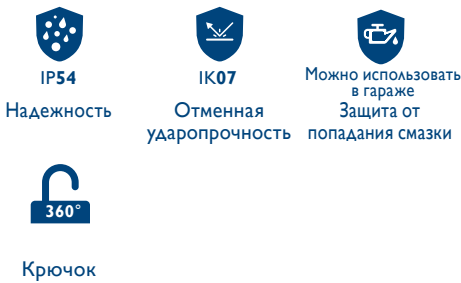 IP54
Надежность
IK07
Отменная
ударопрочность
Можно использовать
в гараже
Защита от
попадания смазки
360°
Крючок